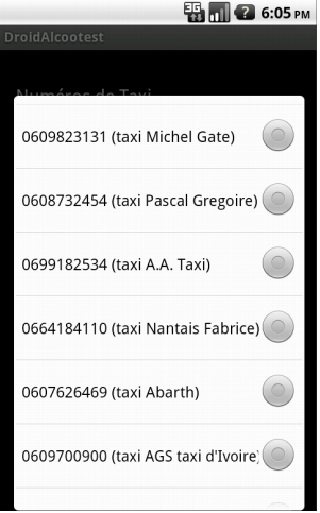 3G 6:05 PM
DroidAlcootest
Numéros de Taxi
0609823131 (taxi Michel Gate)
0608732454 (taxi Pascal Gregoire)
0699182534 (taxi A.A. Taxi)
0664184110 (taxi Nantais Fabrice)
0607626469 (taxi Abarth)
0609700900 (taxi AGS taxi d'Ivoire)